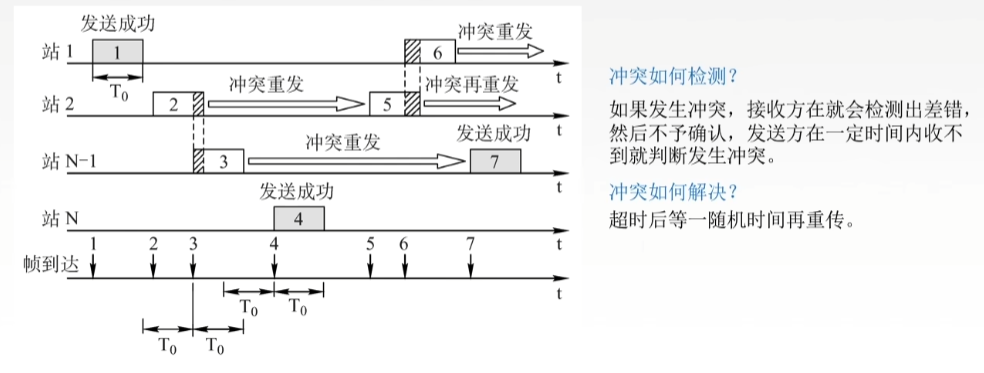 发送成功
站 1
1
T0
6
冲突重发
t
站 2
2
冲突重发
5
冲突再重发
t
站 N-1
3
冲突重发
发送成功
7
t
发送成功
站 N
4
t
1 2 3 4 5 6 7
帧到达
t
T0 T0
T0 T0
冲突如何检测？
如果发生冲突，接收方在就会检测出差错，
然后不予确认，发送方在一定时间内收不
到就判断发生冲突。
冲突如何解决？
超时后等一随机时间再重传。